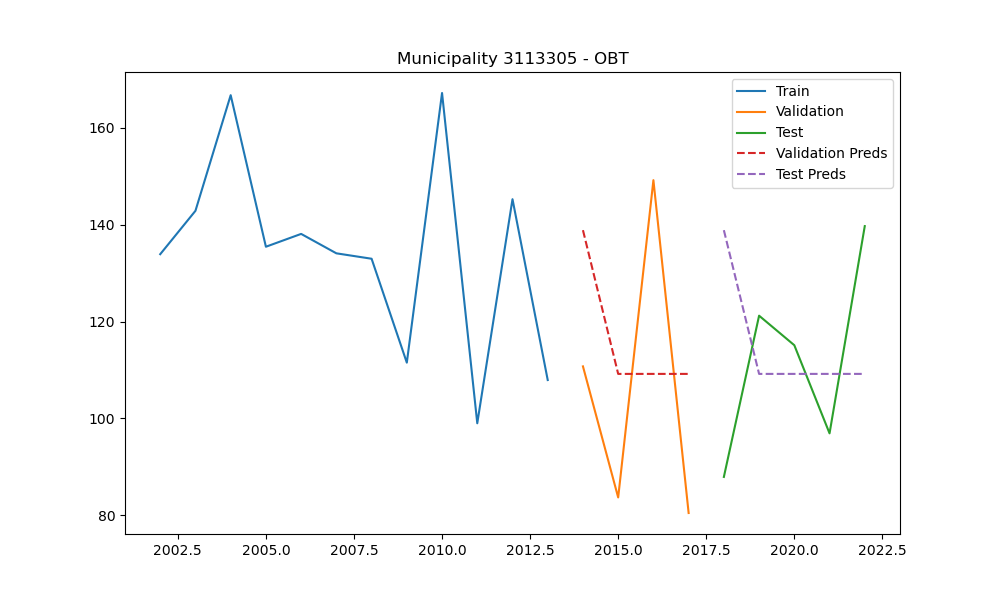 Municipality 3113305 - OBT
Train
Validation
Test
Validation Preds
Test Preds
160
140
120
100
80
2002.5 2005.0 2007.5 2010.0 2012.5 2015.0 2017.5 2020.0 2022.5